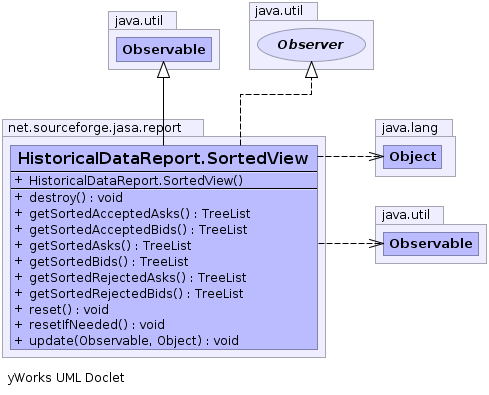 java.util
Observable
java.util
Observer
net.sourceforge.jasa.report
HistoricalDataReport.SortedView
+ HistoricalDataReport.SortedView()
+ destroy() : void
+ getSortedAcceptedAsks() : TreeList
+ getSortedAcceptedBids() : TreeList
+ getSortedAsks() : TreeList
+ getSortedBids() : TreeList
+ getSortedRejectedAsks() : TreeList
+ getSortedRejectedBids() : TreeList
+ reset() : void
+ resetIfNeeded() : void
+ update(Observable, Object) : void
java.lang
Object
java.util
Observable
yWorks UML Doclet